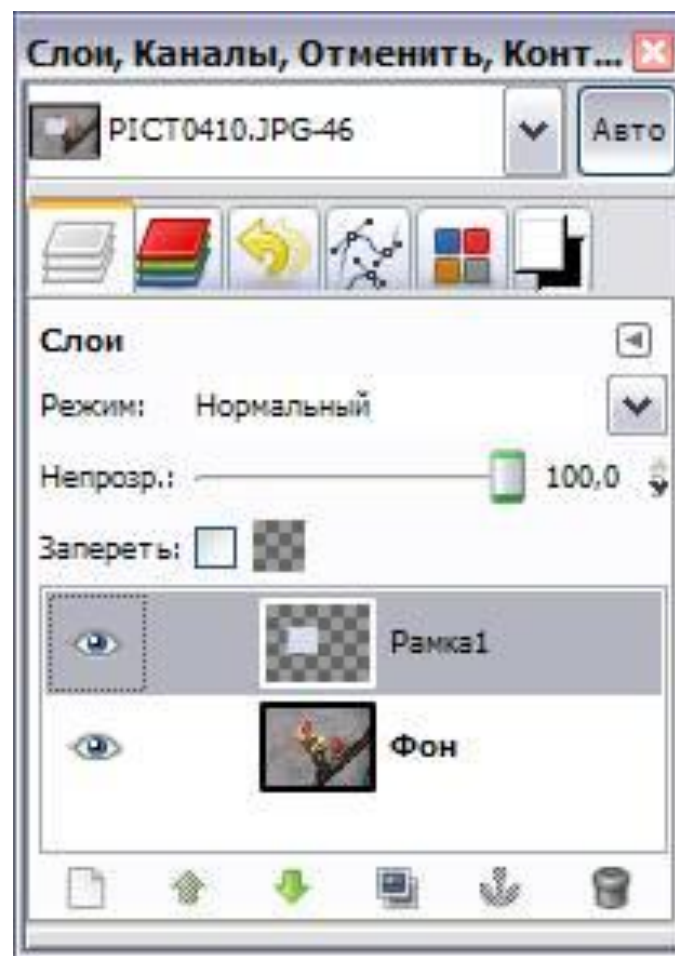 Слои, Каналы, Отменить, Конт...
PICT0410.JPG-46 Авто
Слои
Режим: Нормальный
Непрозр.: 100,0
Запереть:
Рамка1
Фон